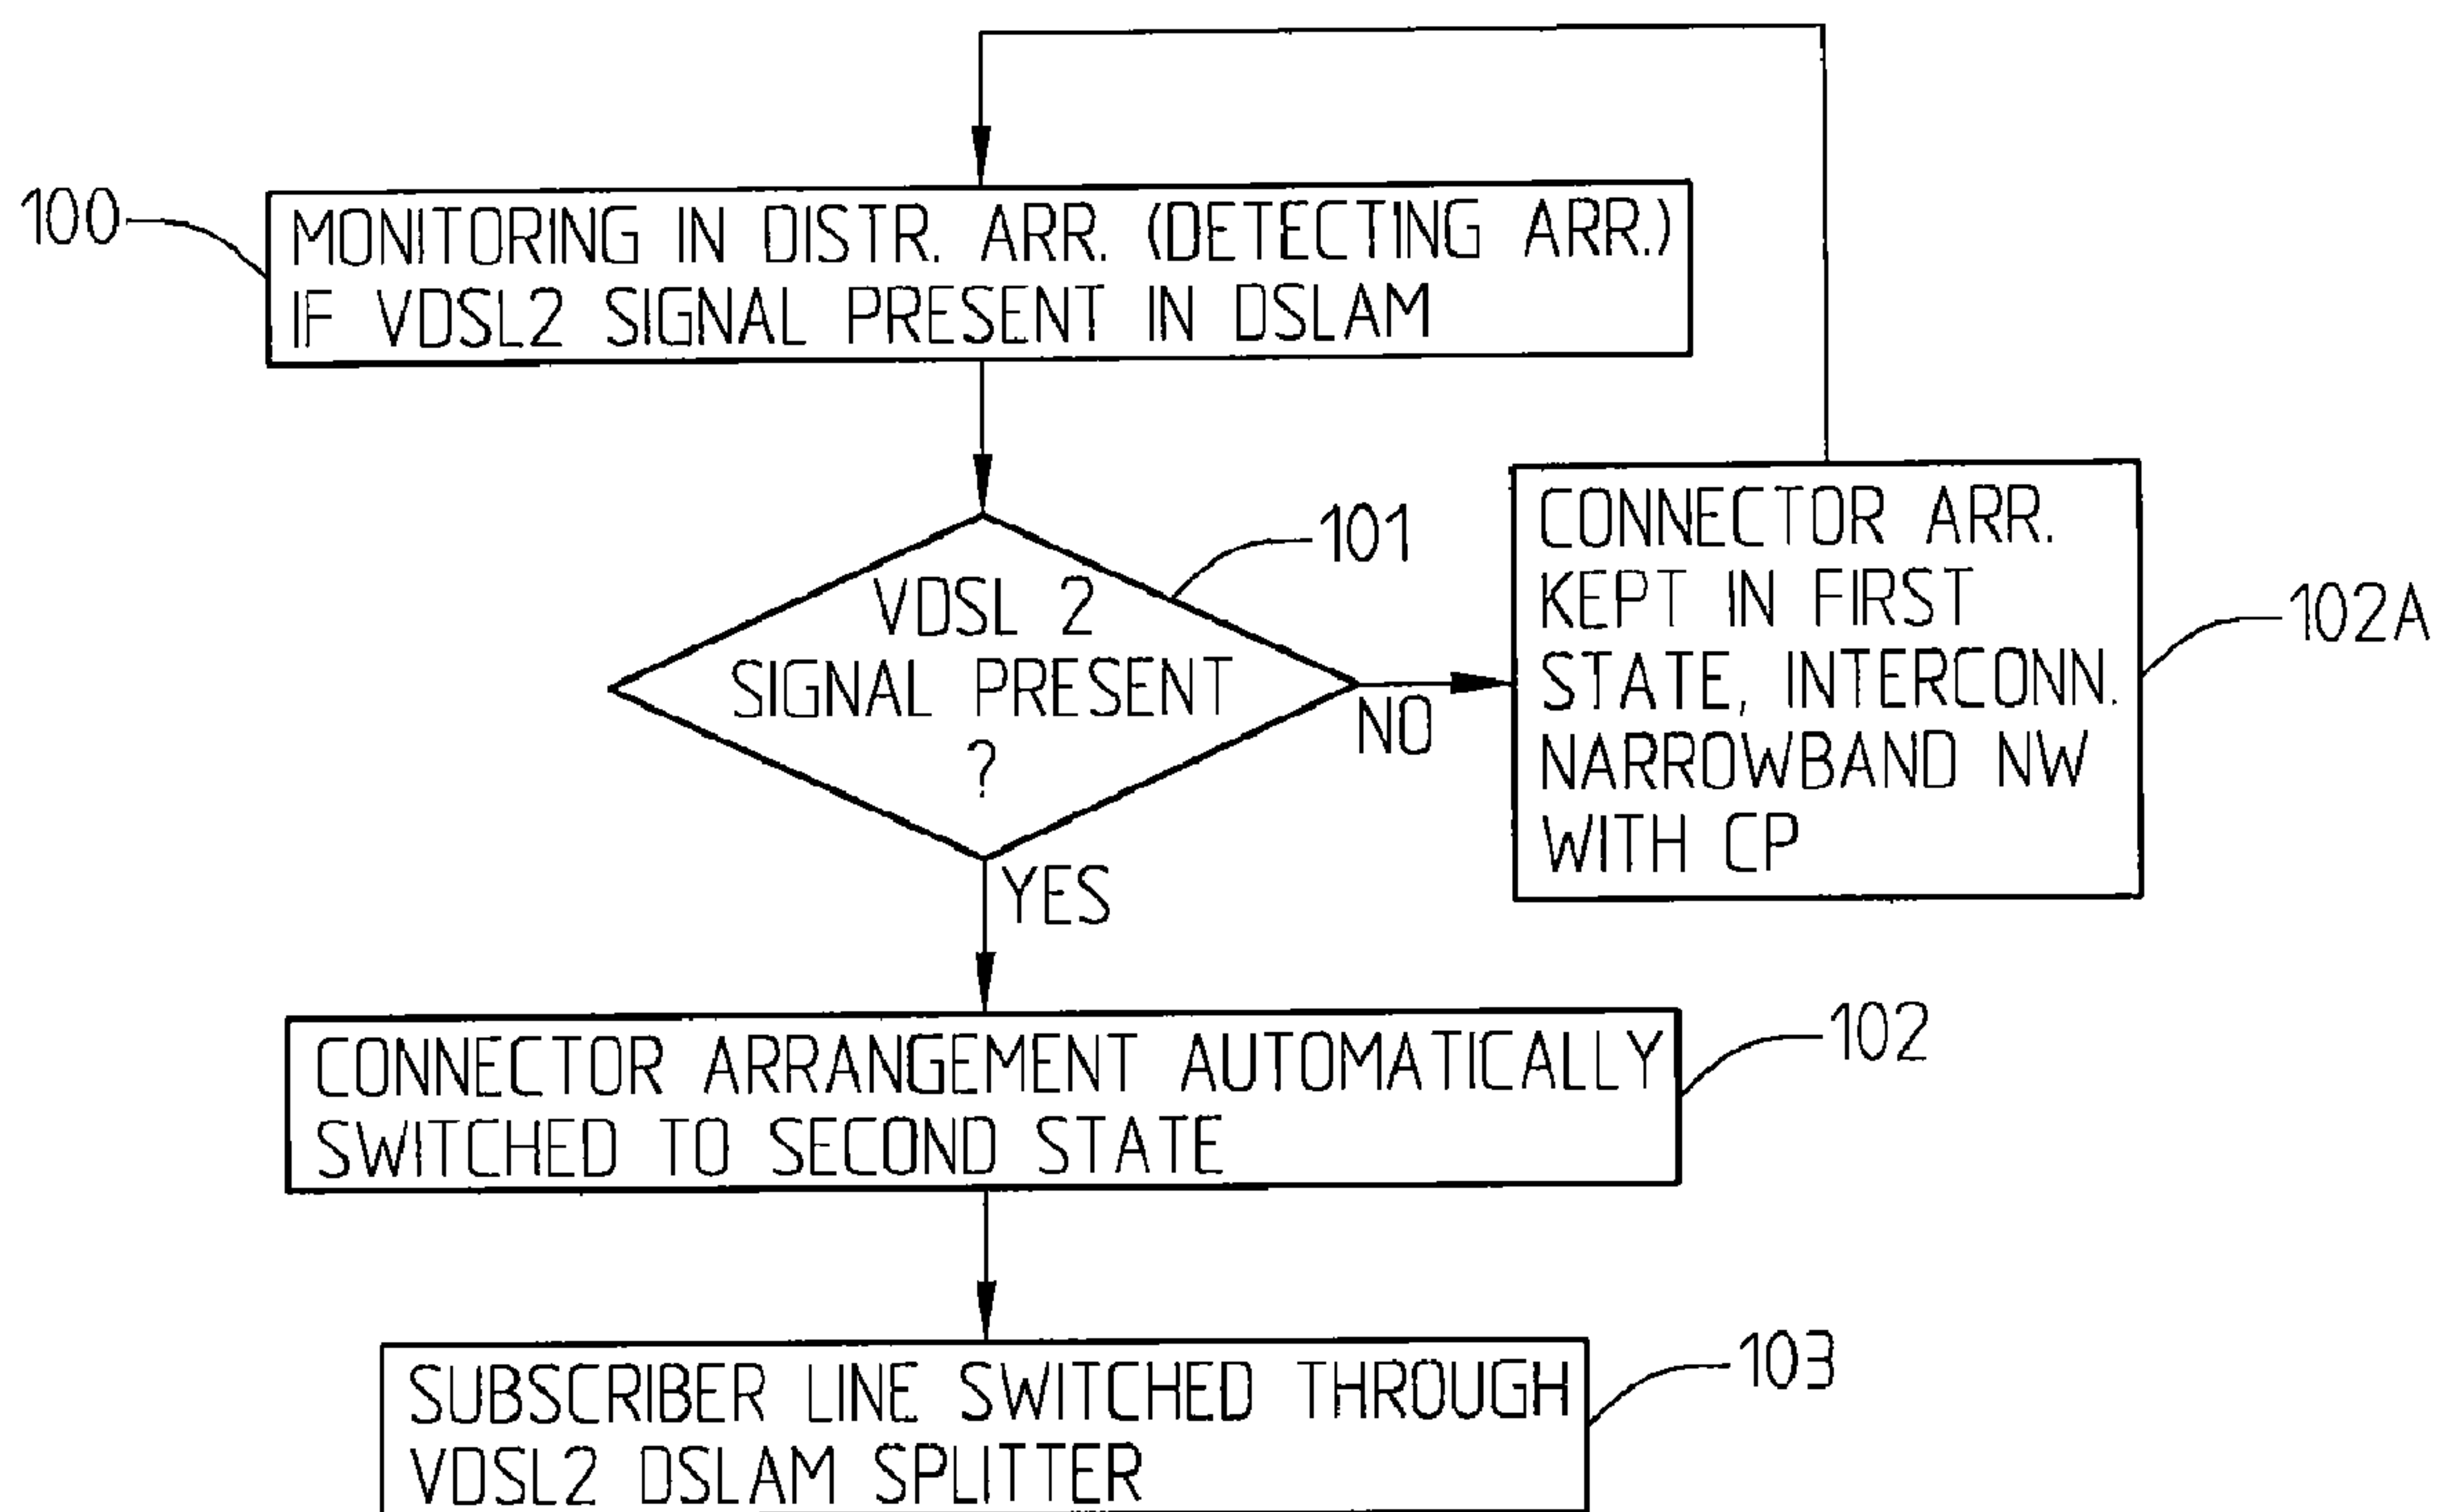 100
MONITORING IN DISTR. ARR. (DETECTING ARR.)
IF VDSL2 SIGNAL PRESENT IN DSLAM
101
VDSL 2
SIGNAL PRESENT
?
NO
YES
CONNECTOR ARR.
KEPT IN FIRST
STATE, INTERCONN.
NARROWBAND NW
WITH CP
102A
CONNECTOR ARRANGEMENT AUTOMATICALLY
SWITCHED TO SECOND STATE
102
SUBSCRIBER LINE SWITCHED THROUGH
VDSL2 DSLAM SPLITTER
103